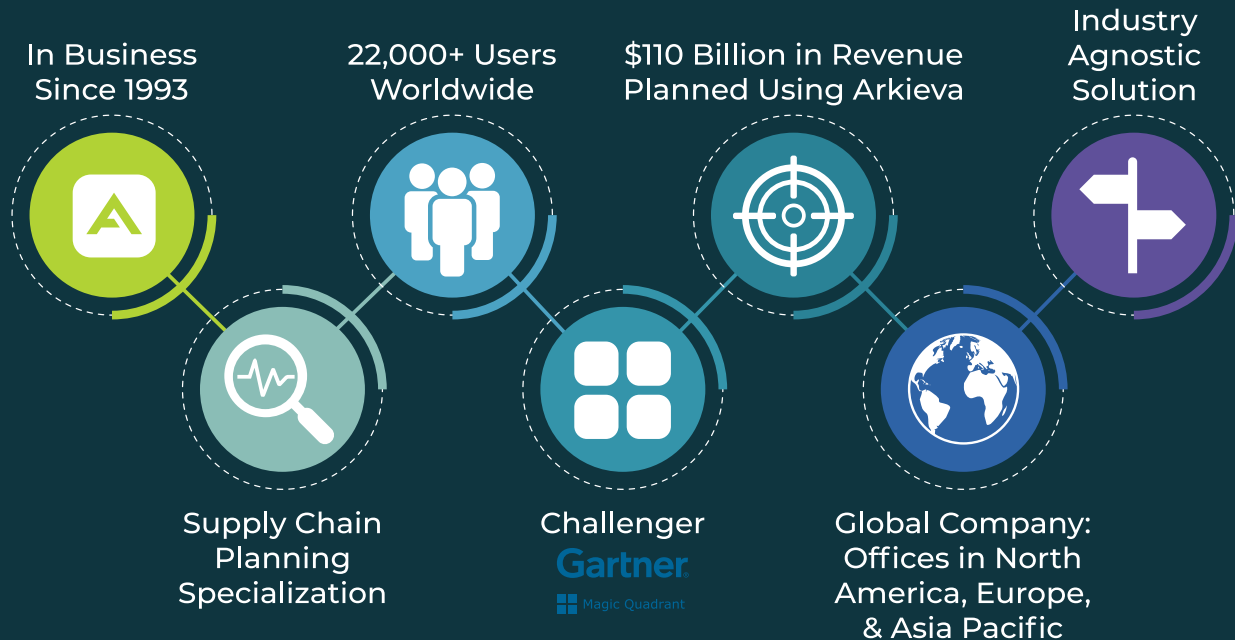 In Business
Since 1993
22,000+ Users
Worldwide
$110 Billion in Revenue
Planned Using Arkieva
Industry
Agnostic
Solution
Supply Chain
Planning
Specialization
Challenger
Gartner®
Magic Quadrant
Global Company:
Offices in North
America, Europe,
& Asia Pacific